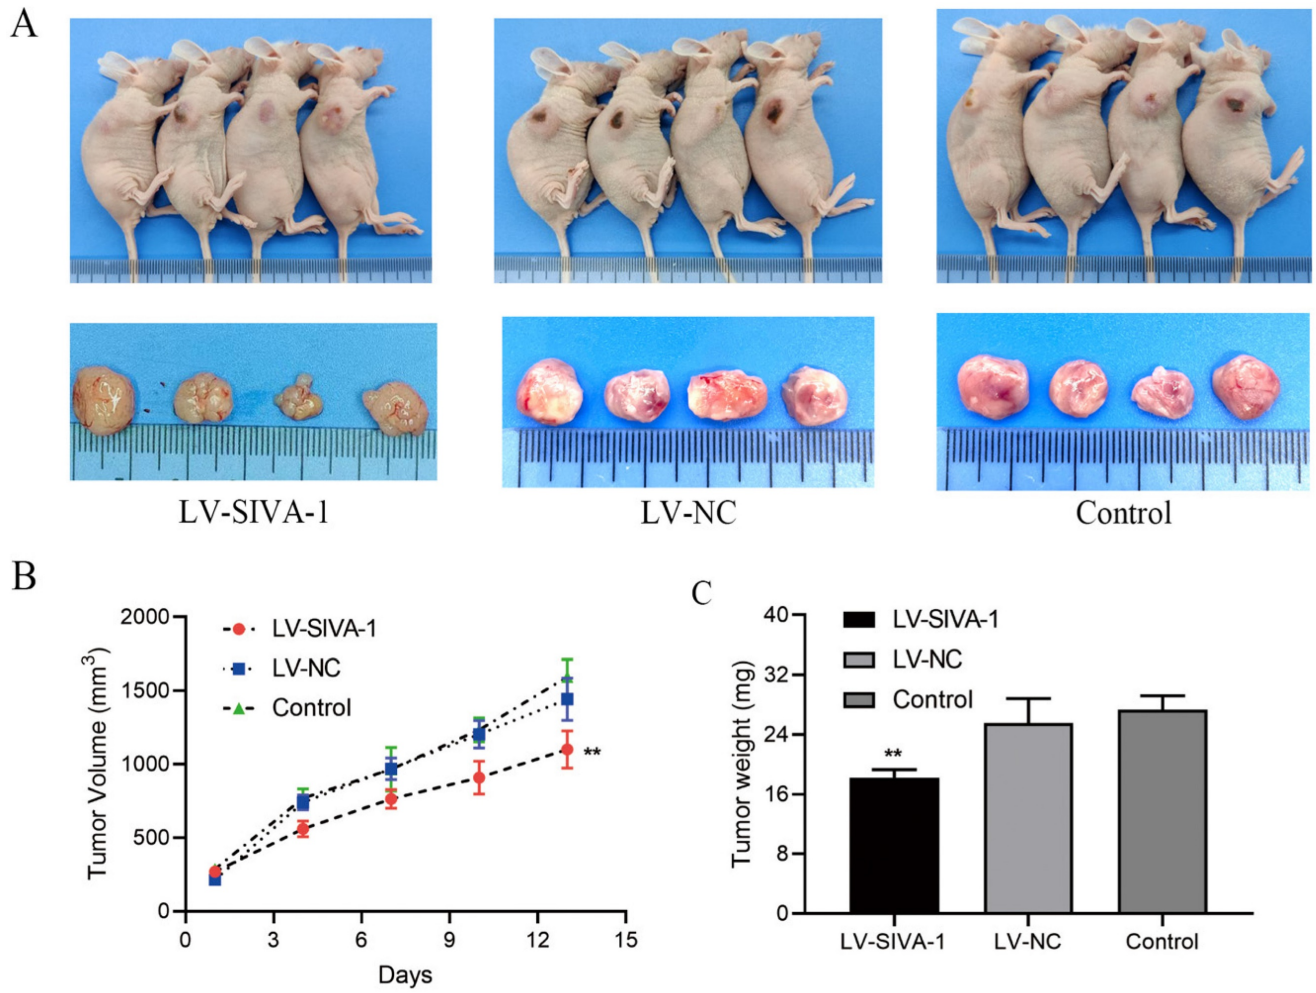 A
LV-SIVA-1
LV-NC
Control
B
2000
1500
1000
500
0
Tumor Volume (mm3)
LV-SIVA-1
LV-NC
Control
**
0
3
6
9
12
15
Days
C
40
32
24
16
8
0
Tumor weight (mg)
LV-SIVA-1
LV-NC
Control
**
LV-SIVA-1
LV-NC
Control